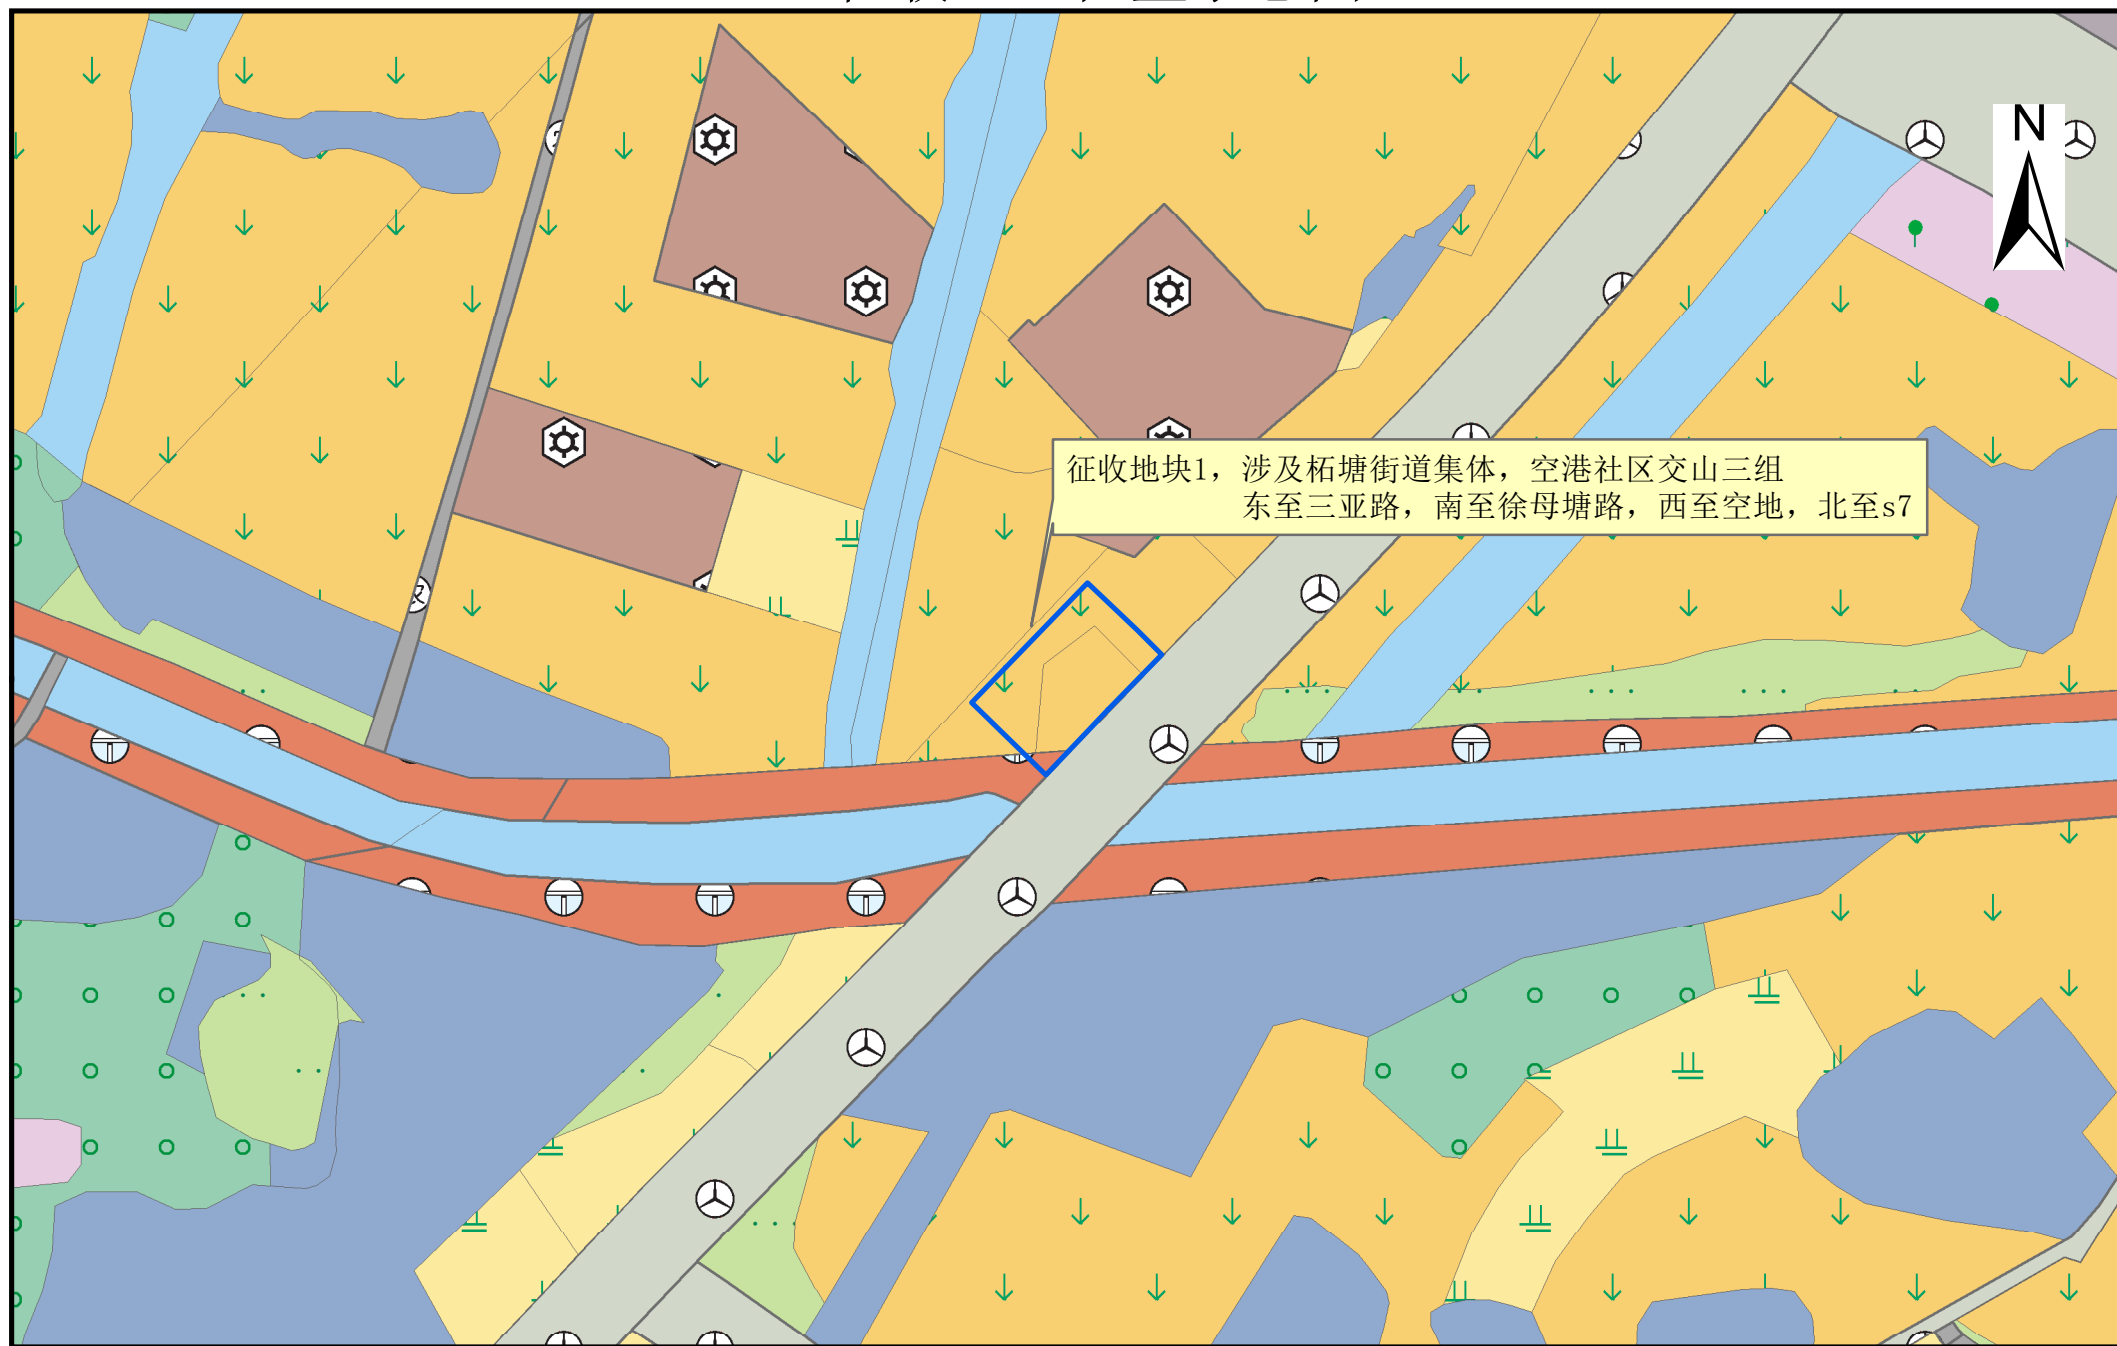 N
征收地块1，涉及柘塘街道集体，空港社区交山三组
东至三亚路，南至徐母塘路，西至空地，北至s7